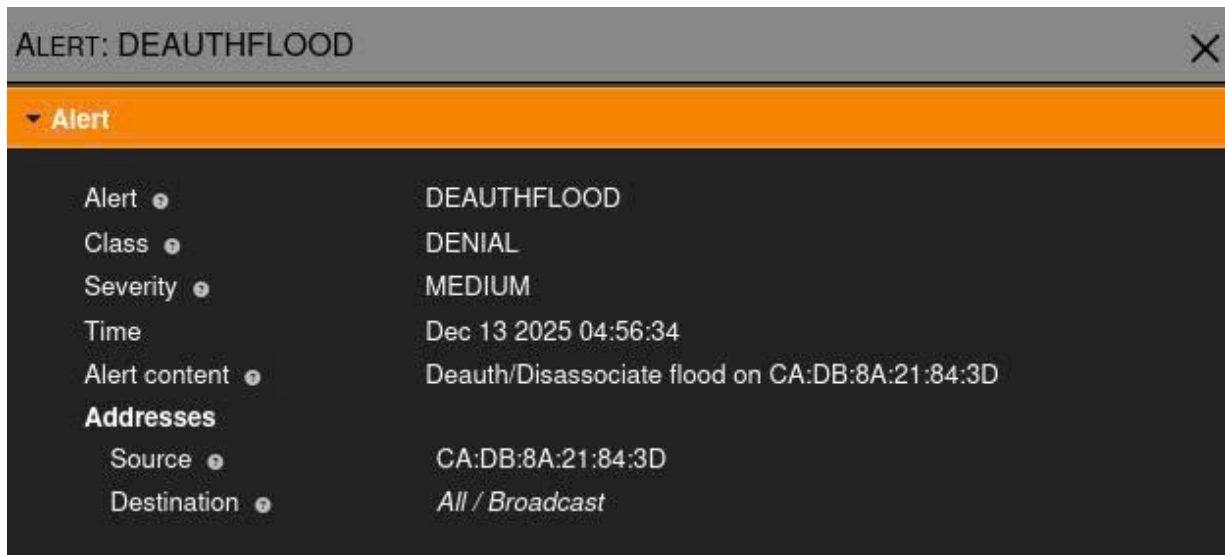 ALERT: DEAUTHFLOOD
Alert
Alert DEAUTHFLOOD
Class DENIAL
Severity MEDIUM
Time Dec 13 2025 04:56:34
Alert content Deauth/Disassociate flood on CA:DB:8A:21:84:3D
Addresses
Source CA:DB:8A:21:84:3D
Destination All / Broadcast